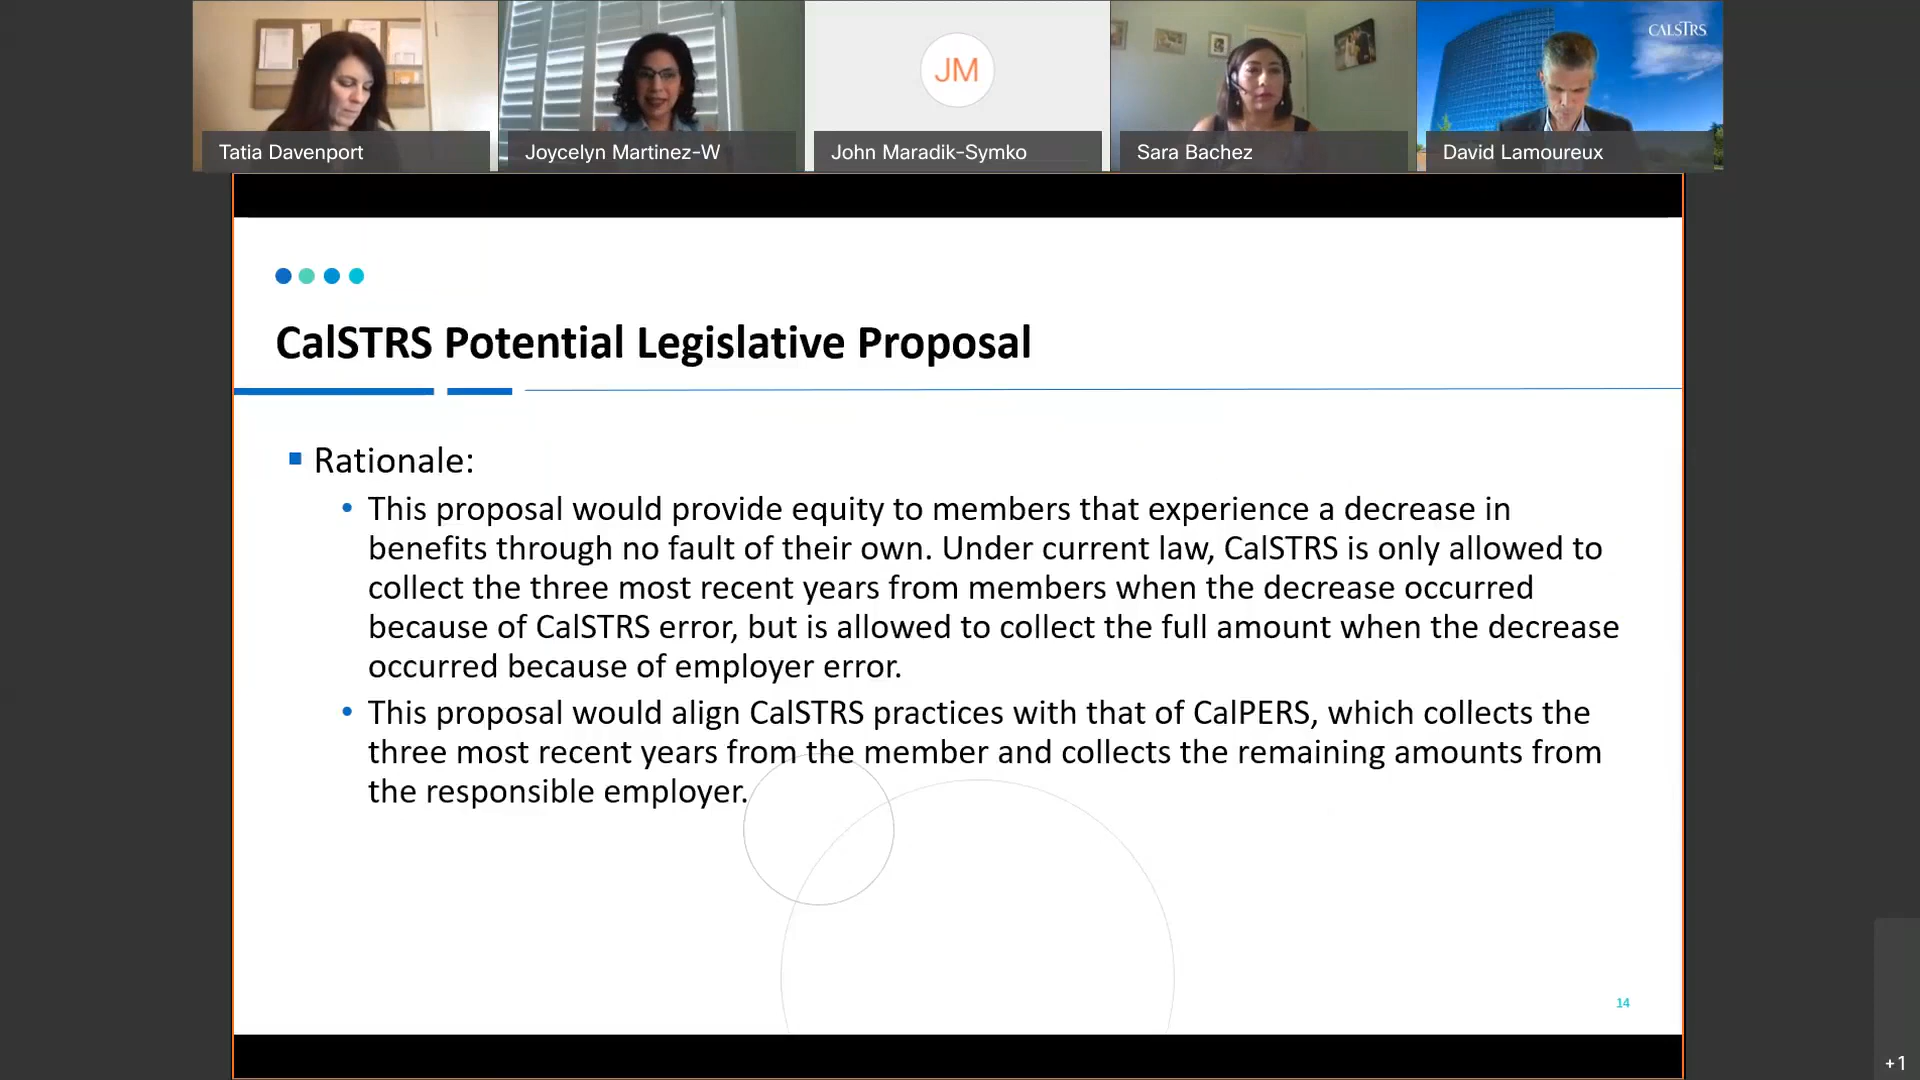 CALSTRS
JM
Tatia Davenport
Joycelyn Martinez-W
John Maradik-Symko
Sara Bachez
David Lamoureux
CalSTRS Potential Legislative Proposal
Rationale:
This proposal would provide equity to members that experience a decrease in
benefits through no fault of their own. Under current law, CalSTRS is only allowed to
collect the three most recent years from members when the decrease occurred
because of CalSTRS error, but is allowed to collect the full amount when the decrease
occurred because of employer error.
This proposal would align CalSTRS practices with that of CalPERS, which collects the
three most recent years from the member and collects the remaining amounts from
the responsible employer.
14
+1